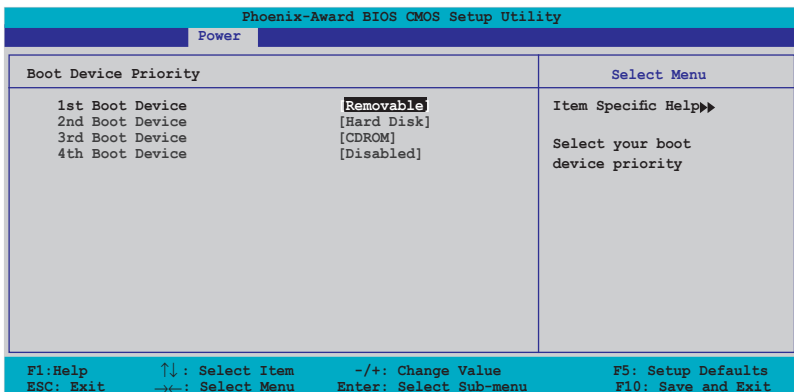 Phoenix-Award BIOS CMOS Setup Utility
Power
Boot Device Priority
Select Menu
1st Boot Device [Removable]
2nd Boot Device [Hard Disk]
3rd Boot Device [CDROM]
4th Boot Device [Disabled]
Item Specific Help▶▶
Select your boot
device priority
F1:Help ↑↓: Select Item -/+: Change Value F5: Setup Defaults
ESC: Exit →←: Select Menu Enter: Select Sub-menu F10: Save and Exit